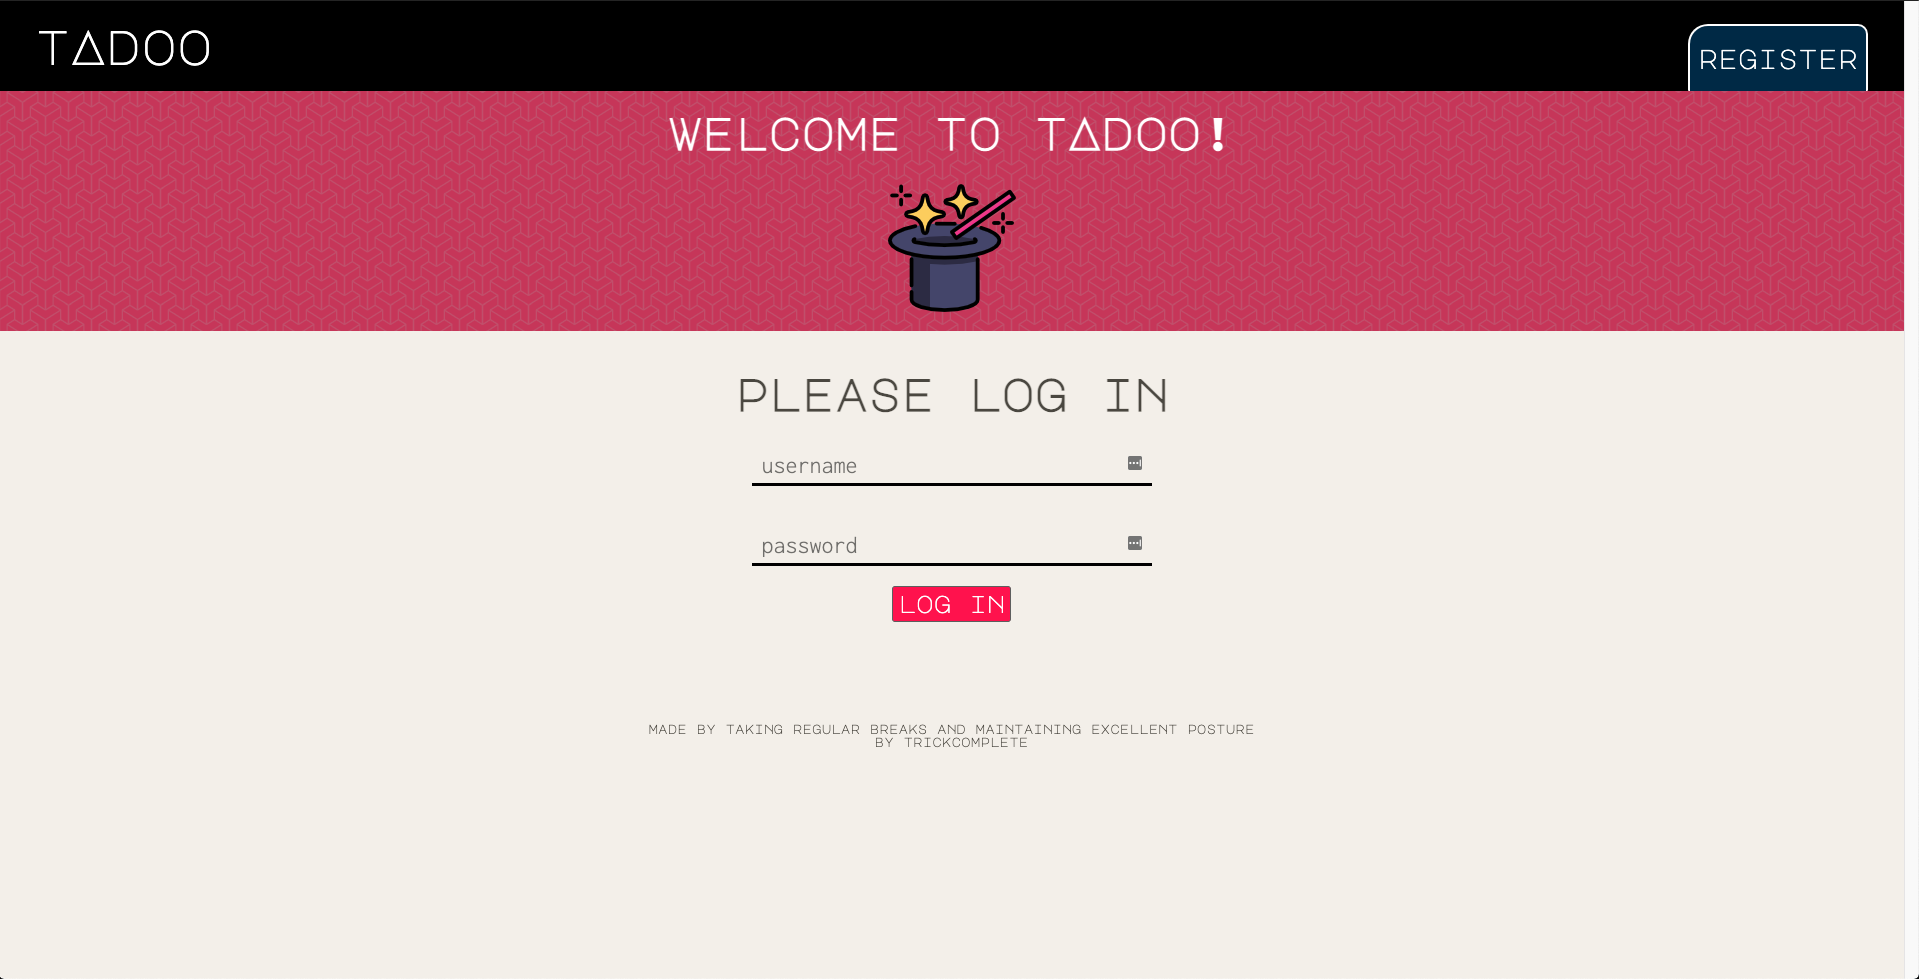 TΔDOO
REGISTER
WELCOME TO TΔDOO!
PLEASE LOG IN
username
password
LOG IN
MADE BY TAKING REGULAR BREAKS AND MAINTAINING EXCELLENT POSTURE
BY TRICKCOMPLETE